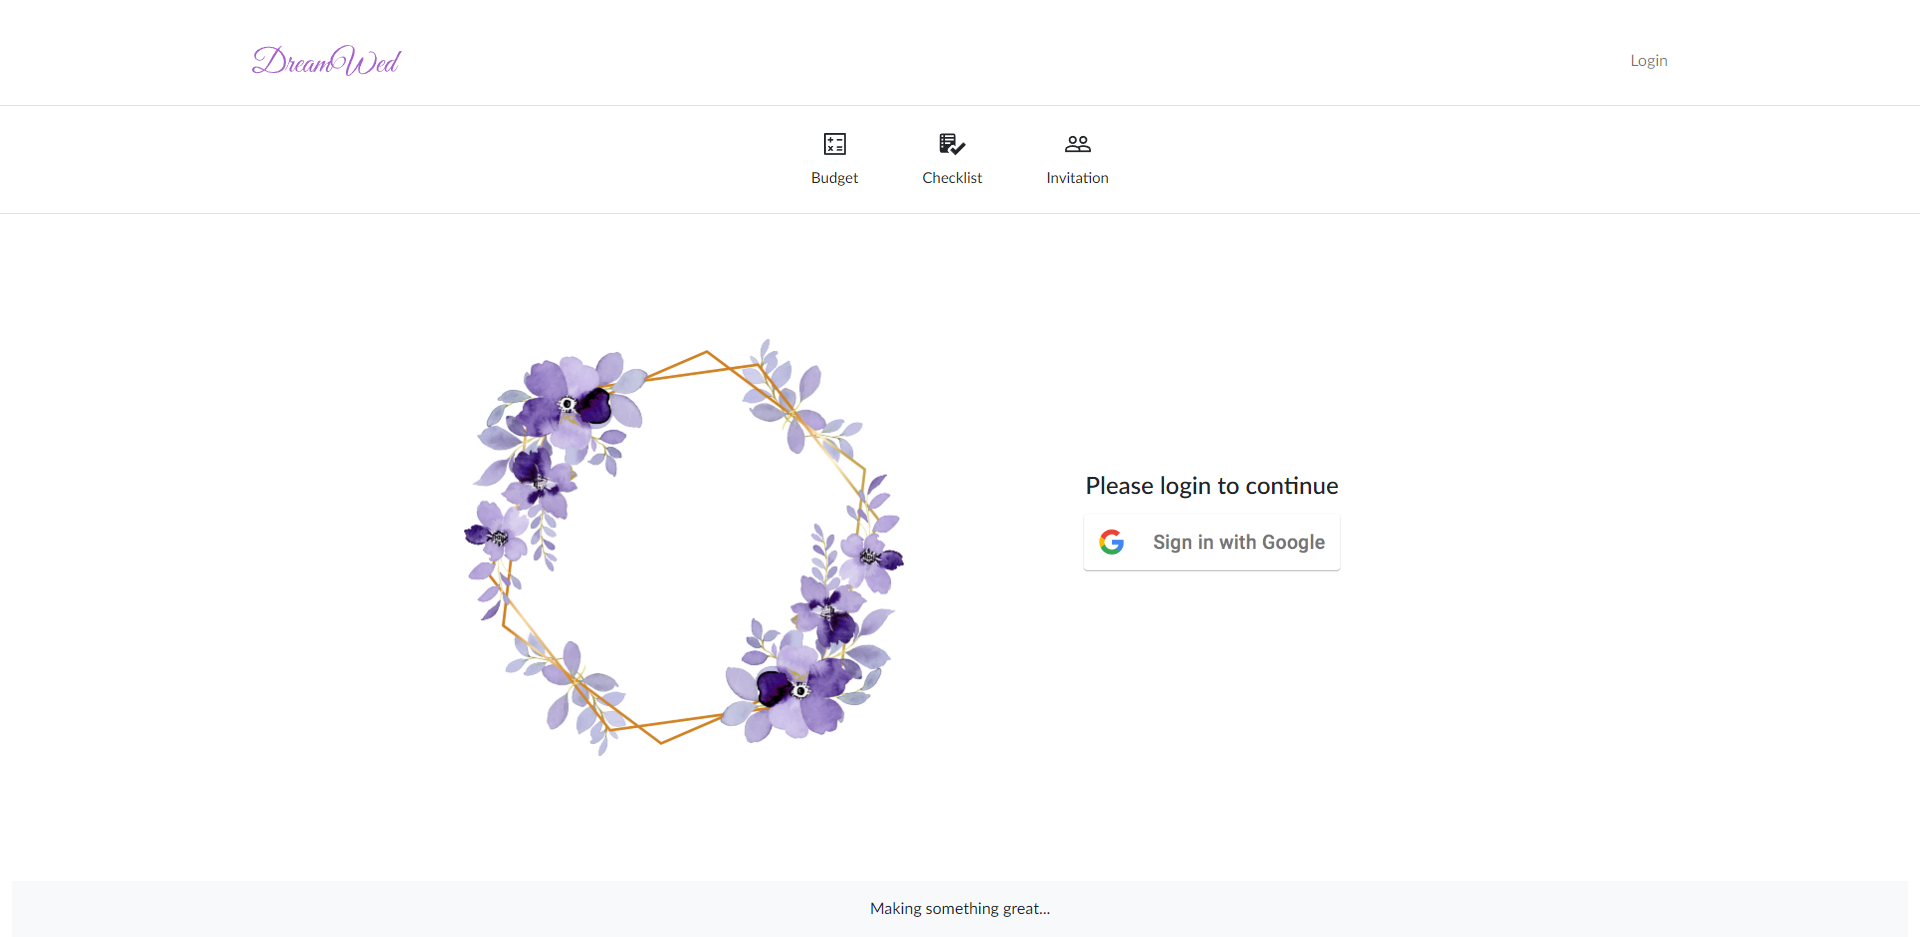 DreamWed
Login
Budget
Checklist
Invitation
Please login to continue
Sign in with Google
Making something great...